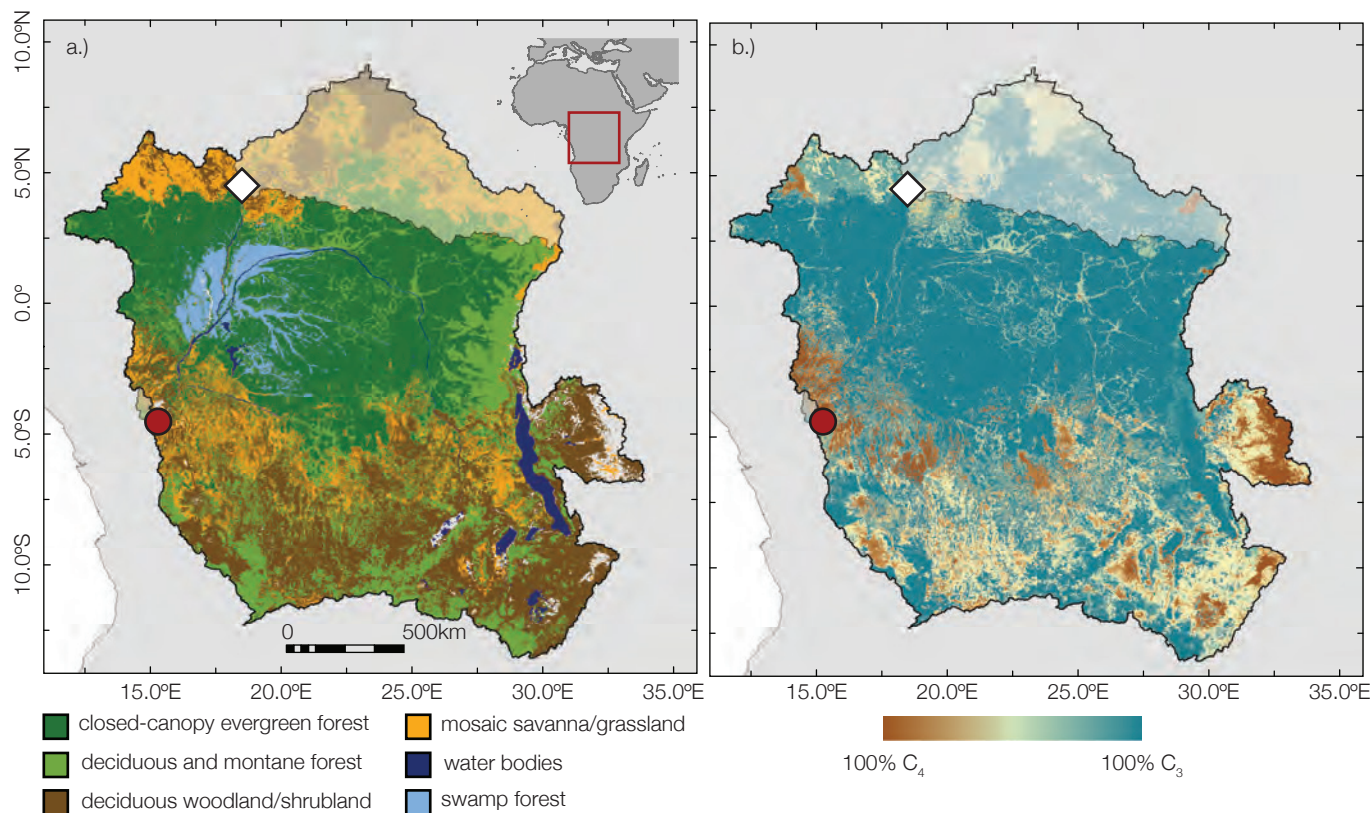 a.)
b.)
10.0ºN
5.0ºN
0.0º
5.0ºS
10.0ºS
0 500km
15.0ºE 20.0ºE 25.0ºE 30.0ºE 35.0ºE
15.0ºE 20.0ºE 25.0ºE 30.0ºE 35.0ºE
closed-canopy evergreen forest
deciduous and montane forest
deciduous woodland/shrubland
mosaic savanna/grassland
water bodies
swamp forest
100% C₄ 100% C₃